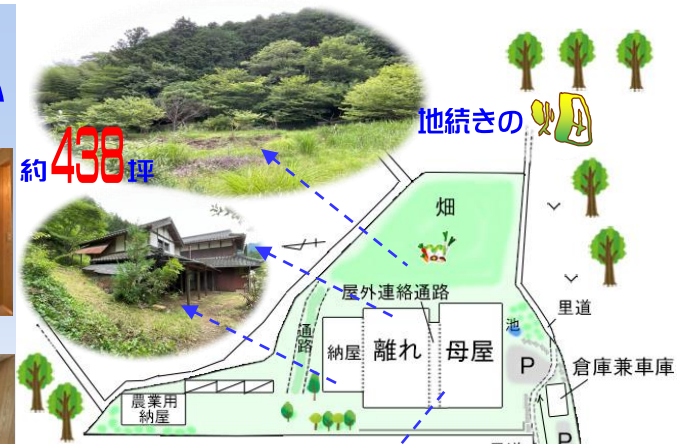 地続きの畑
約438坪
畑
屋外連絡通路
里道
通路
池
納屋
離れ
母屋
P
倉庫兼車庫
農業用
納屋
P